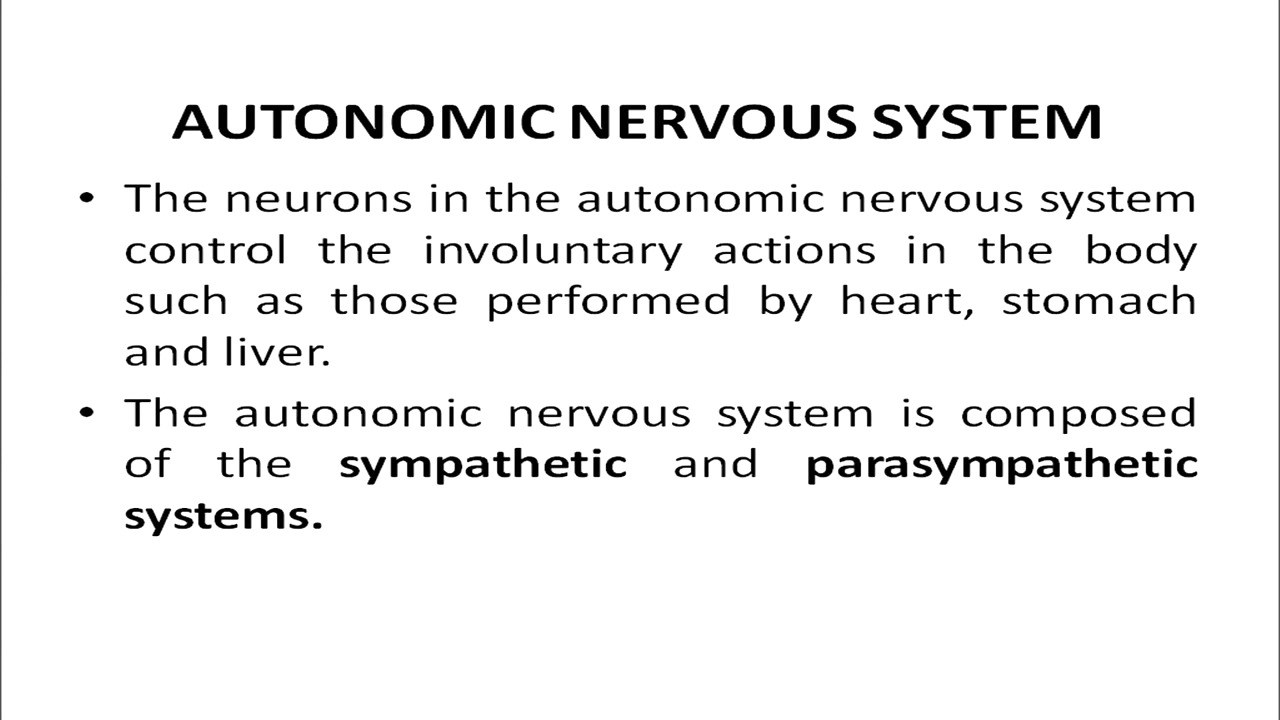 AUTONOMIC NERVOUS SYSTEM
• The neurons in the autonomic nervous system
control the involuntary actions in the body
such as those performed by heart, stomach
and liver.
• The autonomic nervous system is composed
of the sympathetic and parasympathetic
systems.